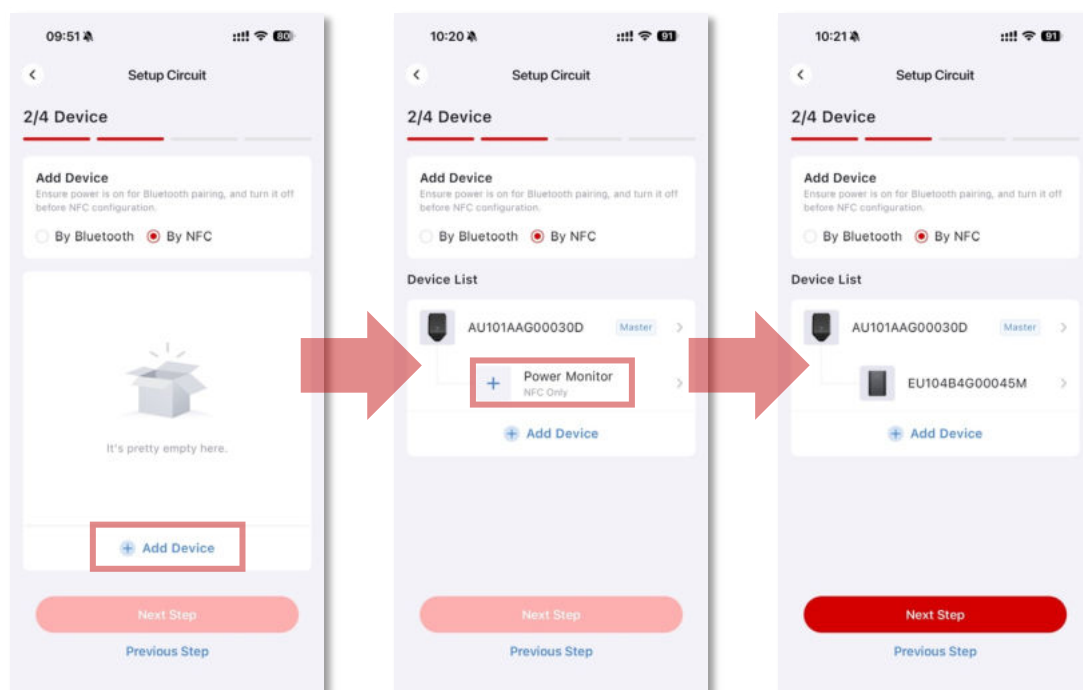 09:51
80
Setup Circuit
2/4 Device
Add Device
Ensure power is on for Bluetooth pairing, and turn it off
before NFC configuration.
By Bluetooth By NFC
It's pretty empty here.
+ Add Device
Next Step
Previous Step
10:20
91
Setup Circuit
2/4 Device
Add Device
Ensure power is on for Bluetooth pairing, and turn it off
before NFC configuration.
By Bluetooth By NFC
Device List
AU101AAG00030D Master
+ Power Monitor
NFC Only
+ Add Device
Next Step
Previous Step
10:21
91
Setup Circuit
2/4 Device
Add Device
Ensure power is on for Bluetooth pairing, and turn it off
before NFC configuration.
By Bluetooth By NFC
Device List
AU101AAG00030D Master
EU104B4G00045M
+ Add Device
Next Step
Previous Step